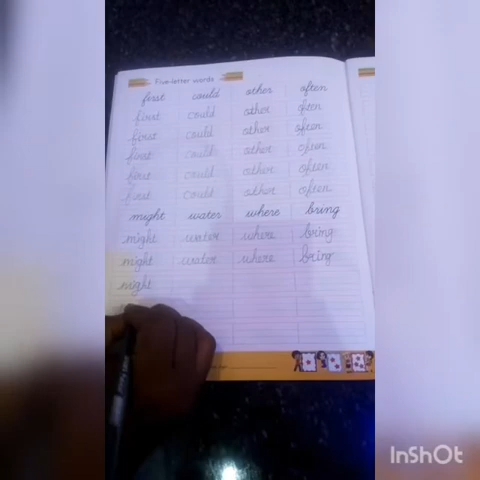 Five-letter words
first could other often
first could other often
first could other often
first could other often
first could other often
first could other often
might water where bring
might water where bring
might water where bring
might
InShOt